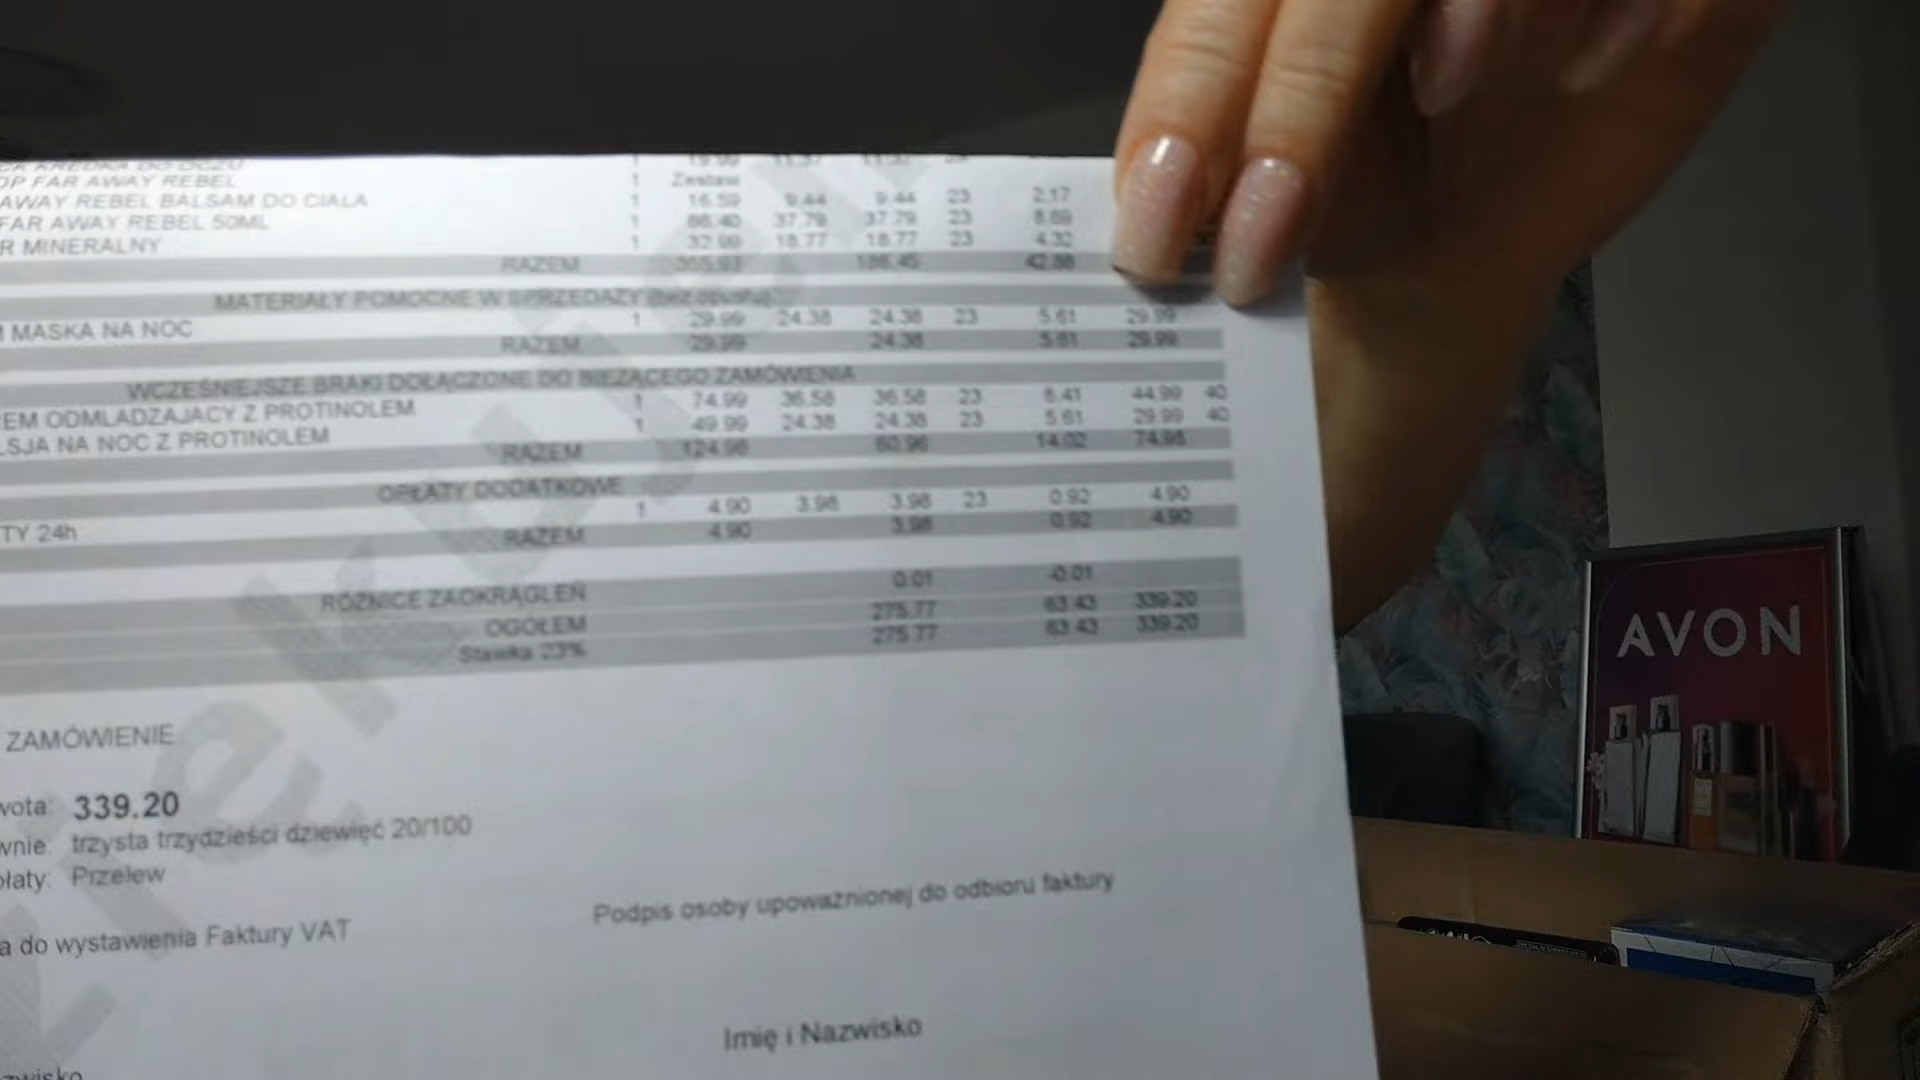 OP FAR AWAY REBEL 1 Zestaw
AWAY REBEL BALSAM DO CIALA 1 16.59 9.44 9.44 23 2.17
FAR AWAY REBEL 50ML 1 86.40 37.79 37.79 23 8.69
R MINERALNY 1 32.99 18.77 18.77 23 4.32
RAZEM 186.45 42.88
MATERIAŁY POMOCNE W SPRZEDAŻY (bez opustu)
MASKA NA NOC 1 29.99 24.38 24.38 23 5.61 29.99
RAZEM 29.99 24.38 5.61 29.99
WCZEŚNIEJSZE BRAKI DOŁĄCZONE DO BIEŻĄCEGO ZAMÓWIENIA
REM ODMLADZAJACY Z PROTINOLEM 1 74.99 36.58 36.58 23 8.41 44.99 40
LSJA NA NOC Z PROTINOLEM 1 49.99 24.38 24.38 23 5.61 29.99 40
RAZEM 124.98 60.96 14.02 74.98
OPŁATY DODATKOWE
TY 24h 1 4.90 3.98 3.98 23 0.92 4.90
RAZEM 4.90 3.98 0.92 4.90
RÓŻNICE ZAOKRĄGLEŃ 0.01 -0.01
OGÓŁEM 275.77 63.43 339.20
Stawka 23% 275.77 63.43 339.20
ZAMÓWIENIE
wota: 339.20
wnie: trzysta trzydzieści dziewięć 20/100
płaty: Przelew
a do wystawienia Faktury VAT
Podpis osoby upoważnionej do odbioru faktury
Imię i Nazwisko
zwisko
AVON